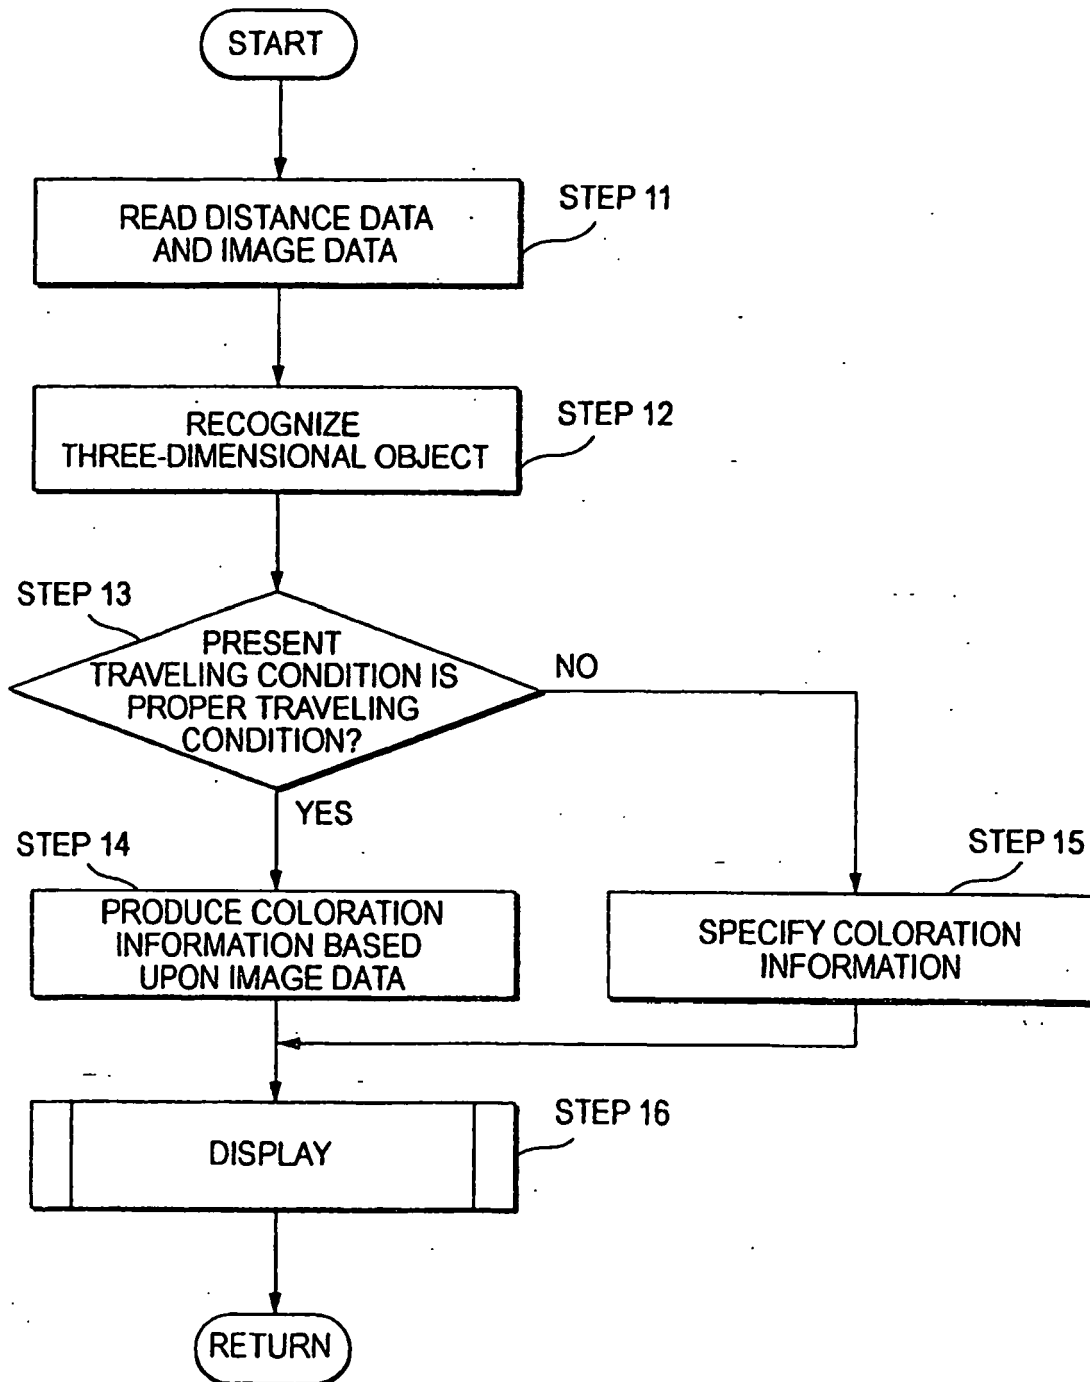 START
READ DISTANCE DATA
AND IMAGE DATA
STEP 11
RECOGNIZE
THREE-DIMENSIONAL OBJECT
STEP 12
STEP 13
PRESENT
TRAVELING CONDITION IS
PROPER TRAVELING
CONDITION?
NO
YES
STEP 14
PRODUCE COLORATION
INFORMATION BASED
UPON IMAGE DATA
STEP 15
SPECIFY COLORATION
INFORMATION
DISPLAY
STEP 16
RETURN